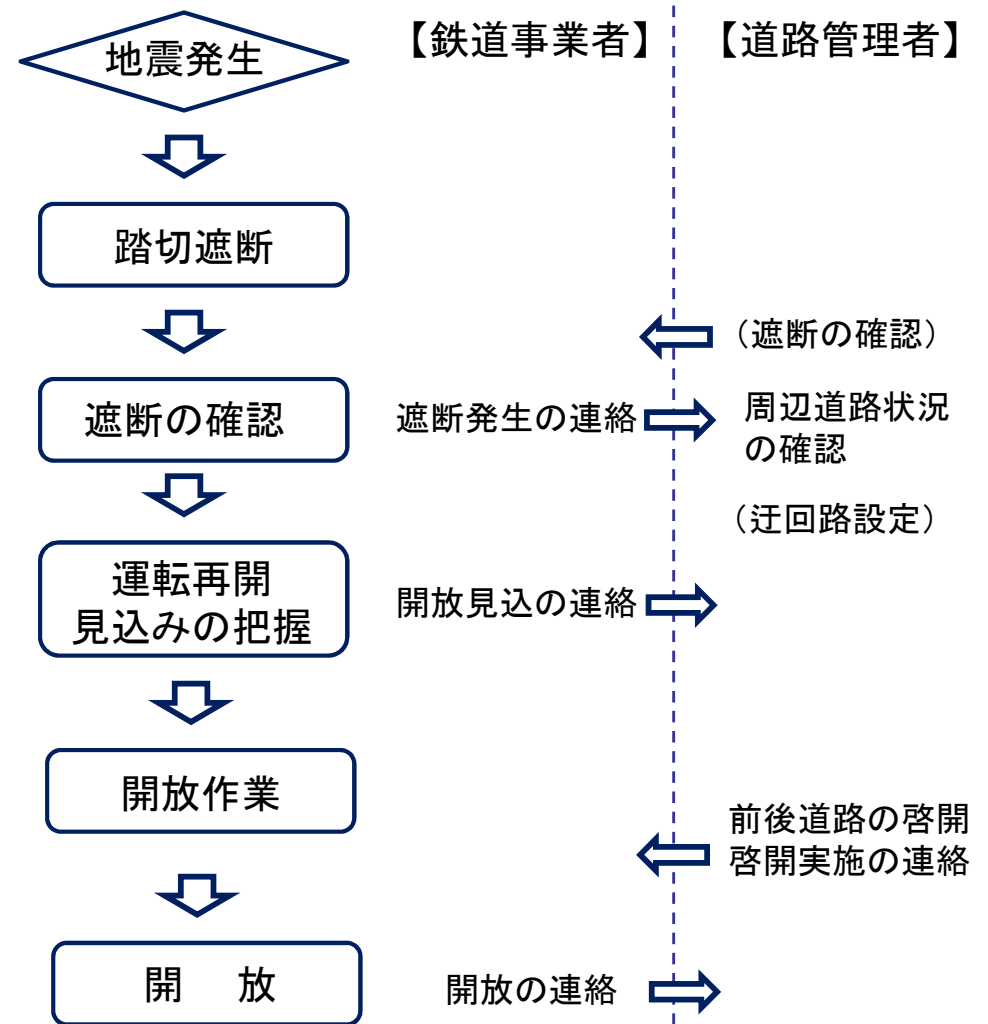 地震発生
【鉄道事業者】
【道路管理者】
踏切遮断
（遮断の確認）
遮断の確認
遮断発生の連絡
周辺道路状況
の確認
（迂回路設定）
運転再開
見込みの把握
開放見込の連絡
開放作業
前後道路の啓開
啓開実施の連絡
開　放
開放の連絡